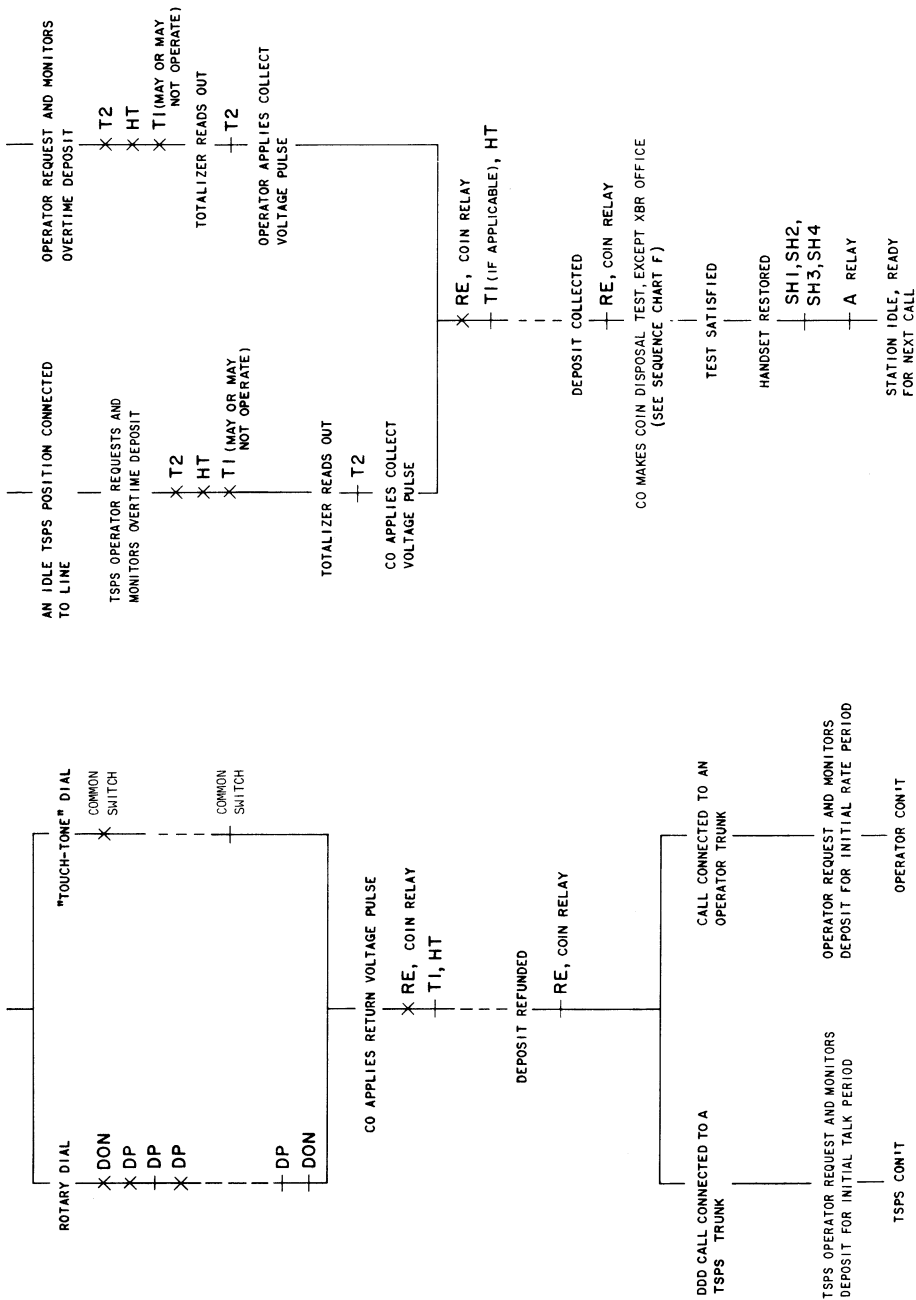 ROTARY DIAL
DON
DP
DP
DP
DP
DON
"TOUCH-TONE" DIAL
COMMON
SWITCH
COMMON
SWITCH
CO APPLIES RETURN VOLTAGE PULSE
RE, COIN RELAY
T1, HT
DEPOSIT REFUNDED
RE, COIN RELAY
DDD CALL CONNECTED TO A
TSPS TRUNK
TSPS OPERATOR REQUEST AND MONITORS
DEPOSIT FOR INITIAL TALK PERIOD
TSPS CON'T
CALL CONNECTED TO AN
OPERATOR TRUNK
OPERATOR REQUEST AND MONITORS
DEPOSIT FOR INITIAL RATE PERIOD
OPERATOR CON'T
AN IDLE TSPS POSITION CONNECTED
TO LINE
TSPS OPERATOR REQUESTS AND
MONITORS OVERTIME DEPOSIT
T2
HT
T1 (MAY OR MAY
NOT OPERATE)
TOTALIZER READS OUT
T2
CO APPLIES COLLECT
VOLTAGE PULSE
OPERATOR REQUEST AND MONITORS
OVERTIME DEPOSIT
T2
HT
T1 (MAY OR MAY
NOT OPERATE)
TOTALIZER READS OUT
T2
OPERATOR APPLIES COLLECT
VOLTAGE PULSE
RE, COIN RELAY
T1 (IF APPLICABLE), HT
DEPOSIT COLLECTED
RE, COIN RELAY
CO MAKES COIN DISPOSAL TEST, EXCEPT XBR OFFICE
(SEE SEQUENCE CHART F)
TEST SATISFIED
HANDSET RESTORED
SH1, SH2,
SH3, SH4
A RELAY
STATION IDLE, READY
FOR NEXT CALL